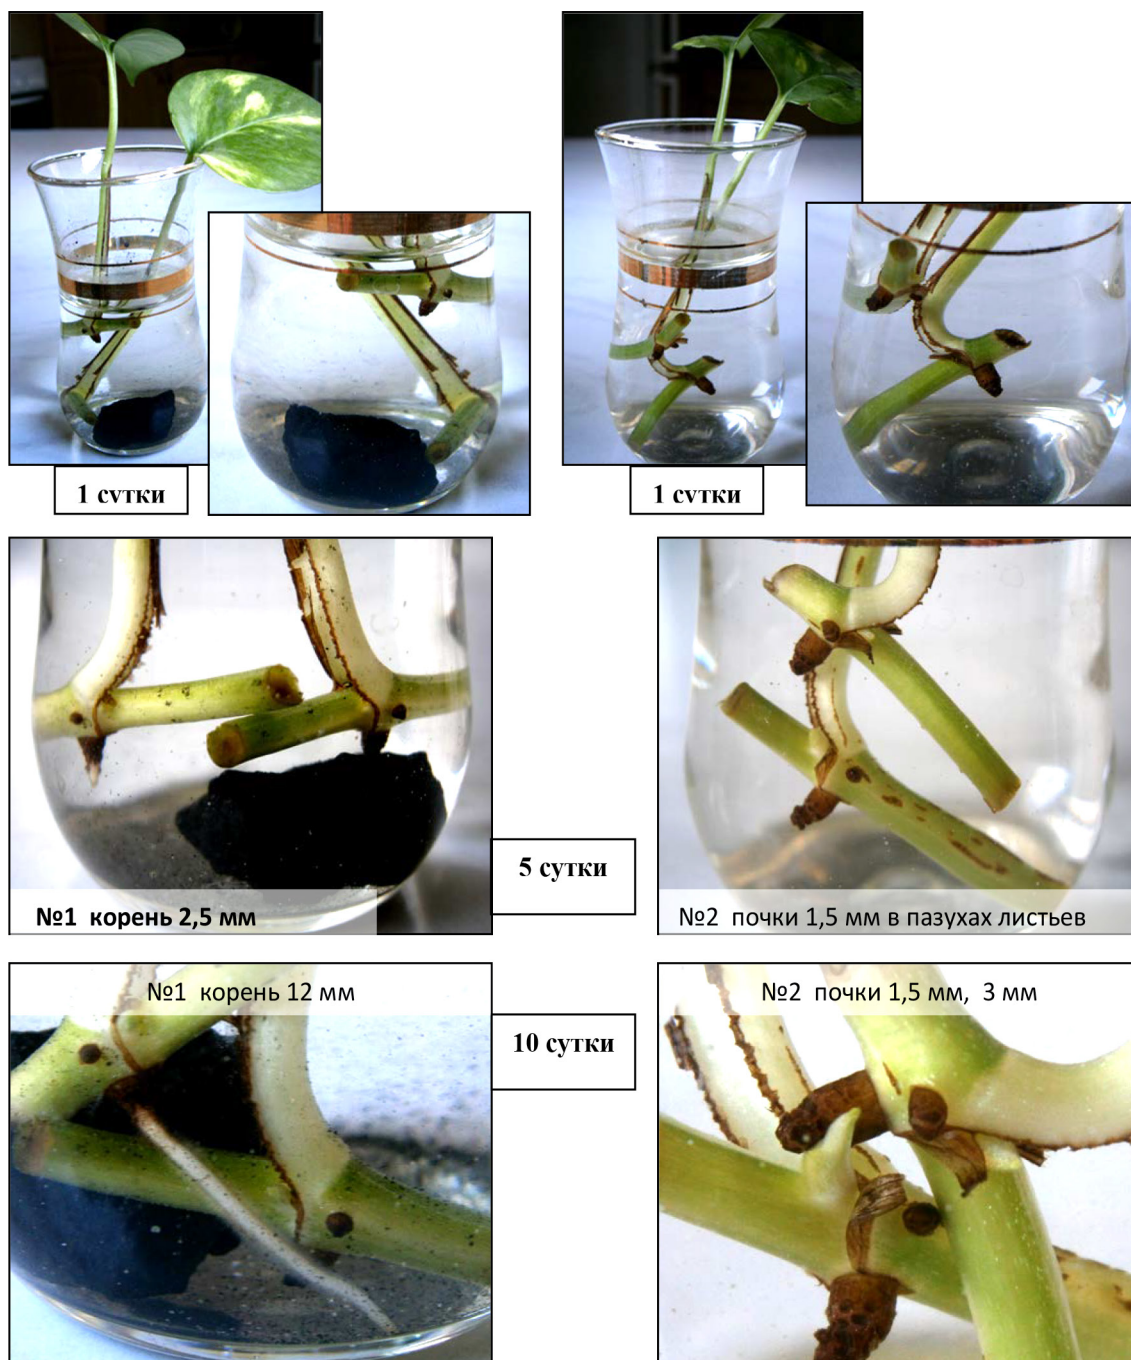 1 сутки
1 сутки
5 сутки
№1 корень 2,5 мм
№2 почки 1,5 мм в пазухах листьев
№1 корень 12 мм
№2 почки 1,5 мм, 3 мм
10 сутки